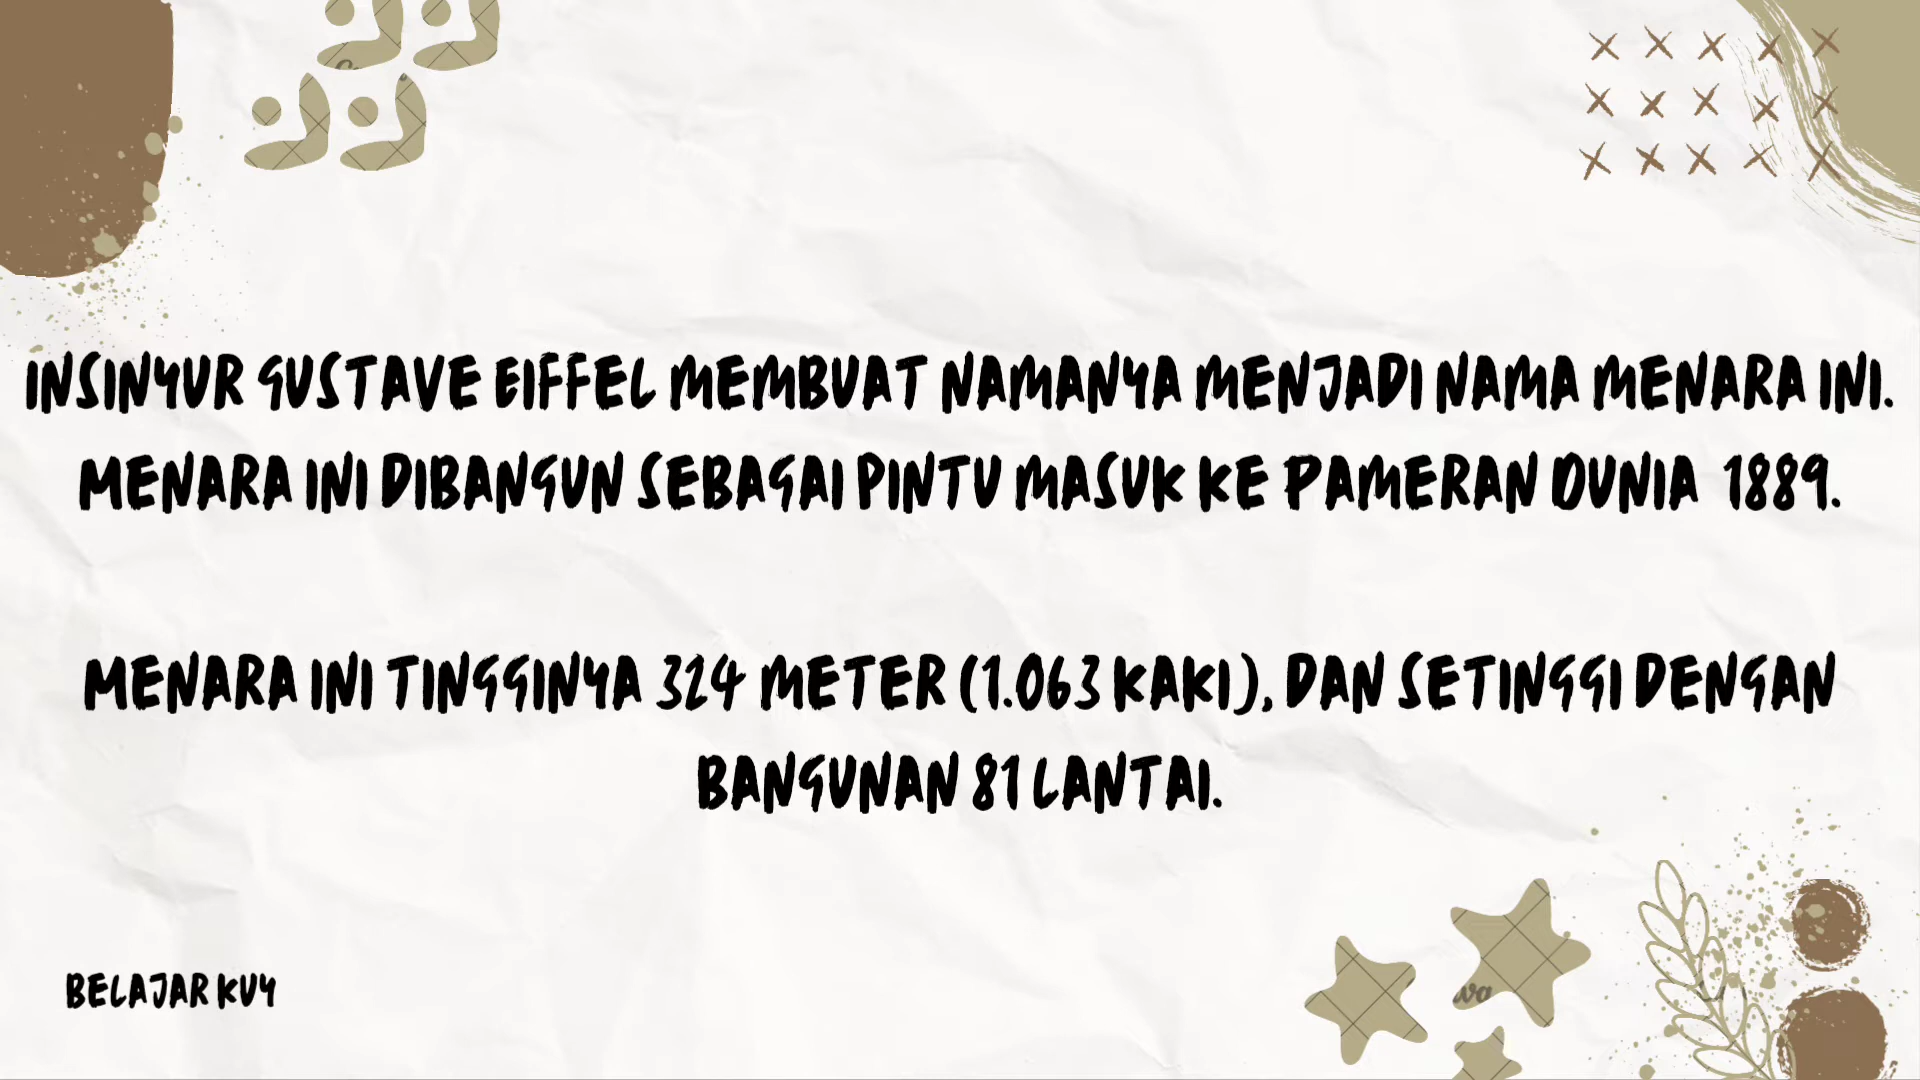 INSINYUR GUSTAVE EIFFEL MEMBUAT NAMANYA MENJADI NAMA MENARA INI.
MENARA INI DIBANGUN SEBAGAI PINTU MASUK KE PAMERAN DUNIA 1889.
MENARA INI TINGGINYA 324 METER (1.063 KAKI), DAN SETINGGI DENGAN
BANGUNAN 81 LANTAI.
BELAJAR KUY